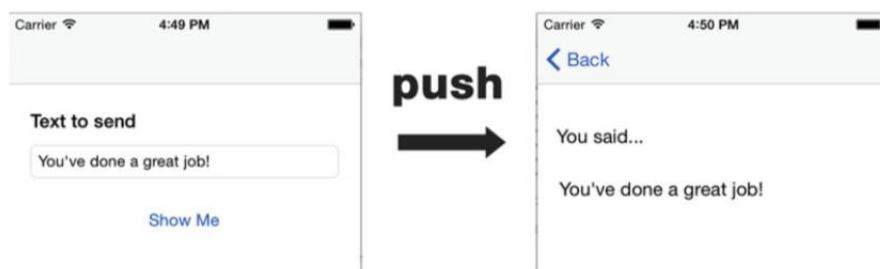 Carrier 4:49 PM
Text to send
You've done a great job!
Show Me
push
Carrier 4:50 PM
Back
You said...
You've done a great job!